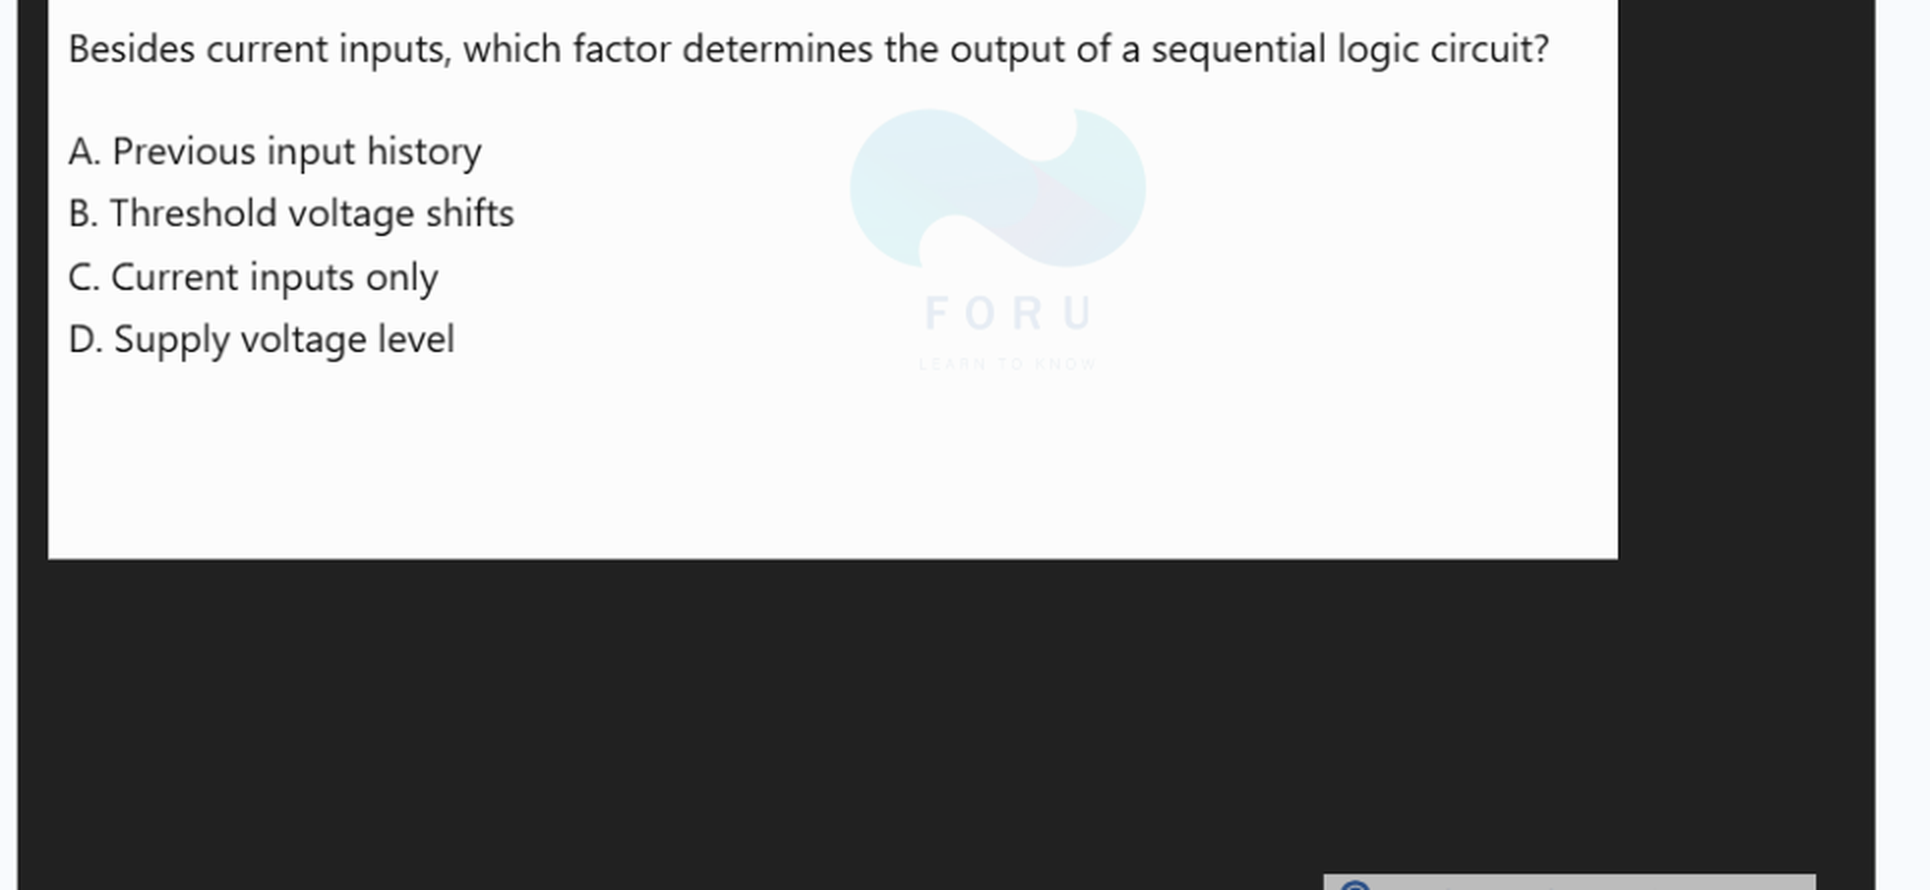 Besides current inputs, which factor determines the output of a sequential logic circuit?
A. Previous input history
B. Threshold voltage shifts
C. Current inputs only
D. Supply voltage level
FORU
LEARN TO KNOW